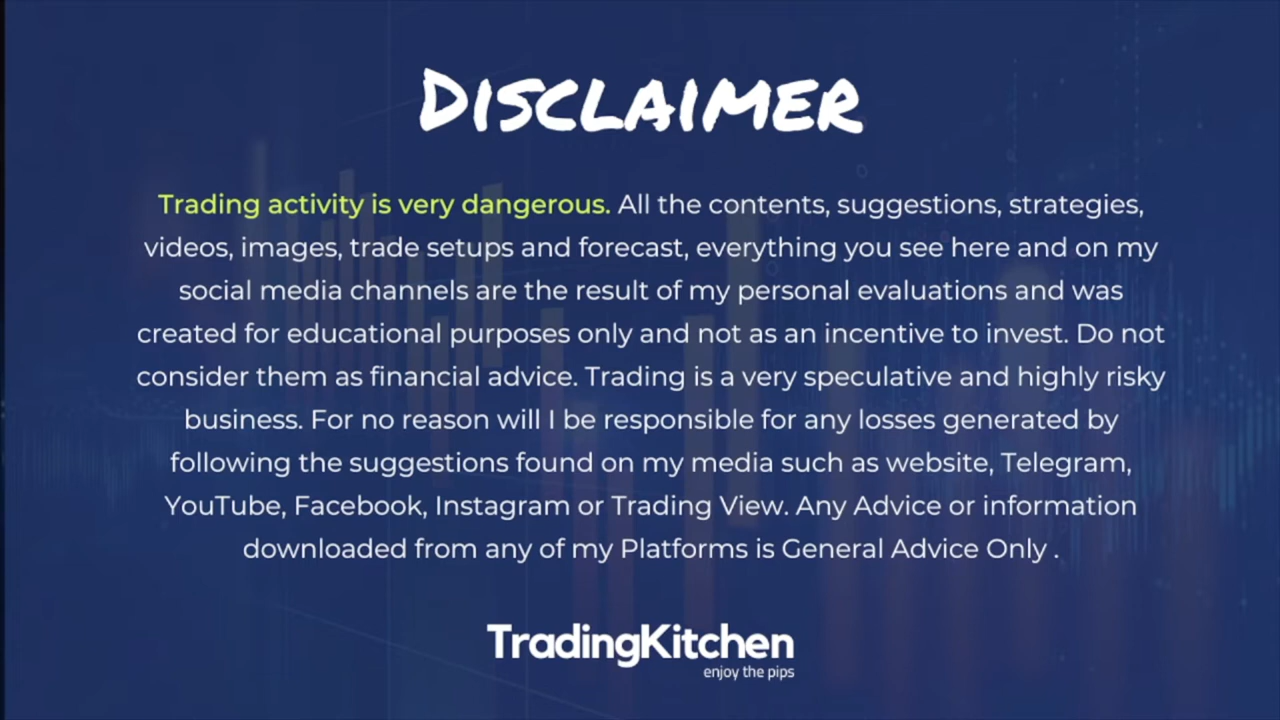 DISCLAIMER
Trading activity is very dangerous. All the contents, suggestions, strategies,
videos, images, trade setups and forecast, everything you see here and on my
social media channels are the result of my personal evaluations and was
created for educational purposes only and not as an incentive to invest. Do not
consider them as financial advice. Trading is a very speculative and highly risky
business. For no reason will I be responsible for any losses generated by
following the suggestions found on my media such as website, Telegram,
YouTube, Facebook, Instagram or Trading View. Any Advice or information
downloaded from any of my Platforms is General Advice Only .
TradingKitchen
enjoy the pips